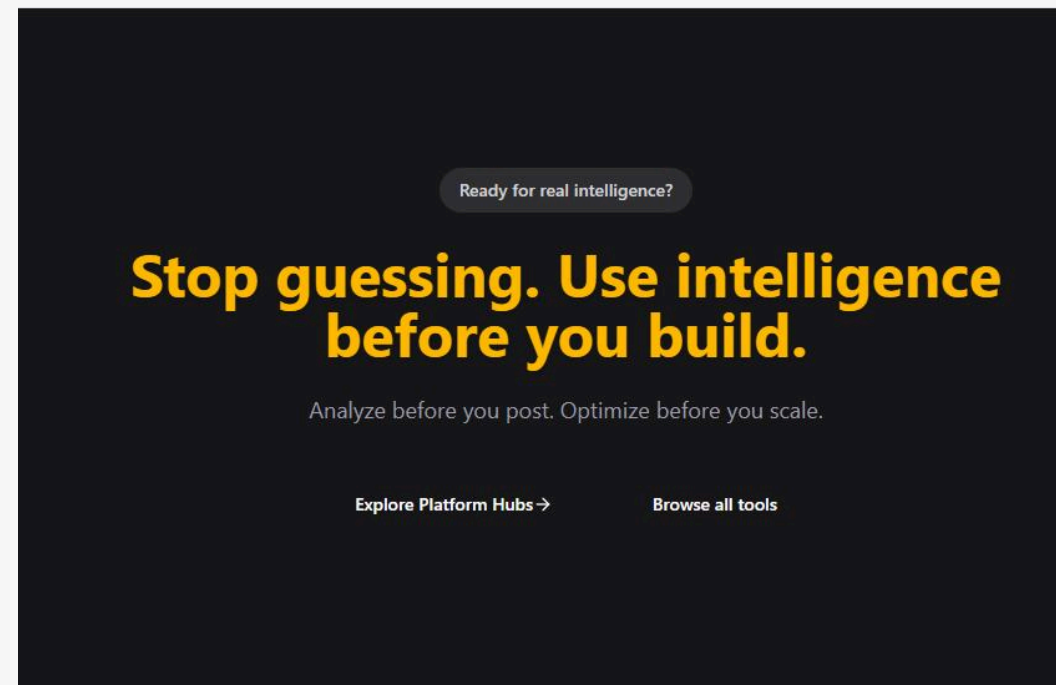 Ready for real intelligence?
Stop guessing. Use intelligence
before you build.
Analyze before you post. Optimize before you scale.
Explore Platform Hubs→
Browse all tools